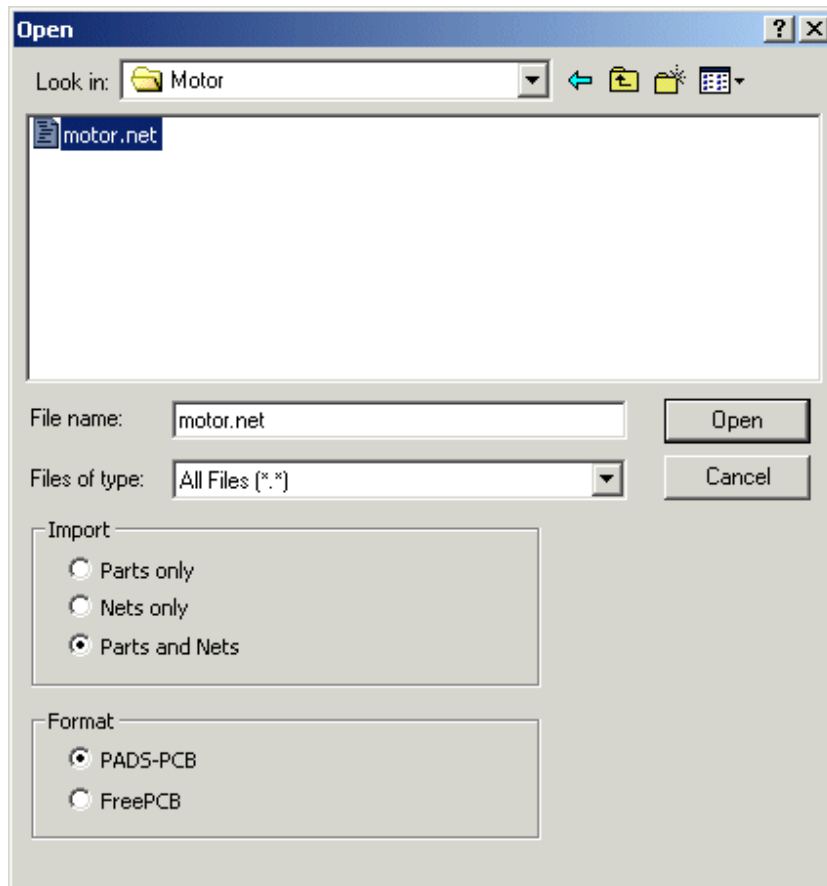 Open
Look in: Motor
motor.net
File name: motor.net Open
Files of type: All Files (*.*) Cancel
Import
Parts only
Nets only
Parts and Nets
Format
PADS-PCB
FreePCB